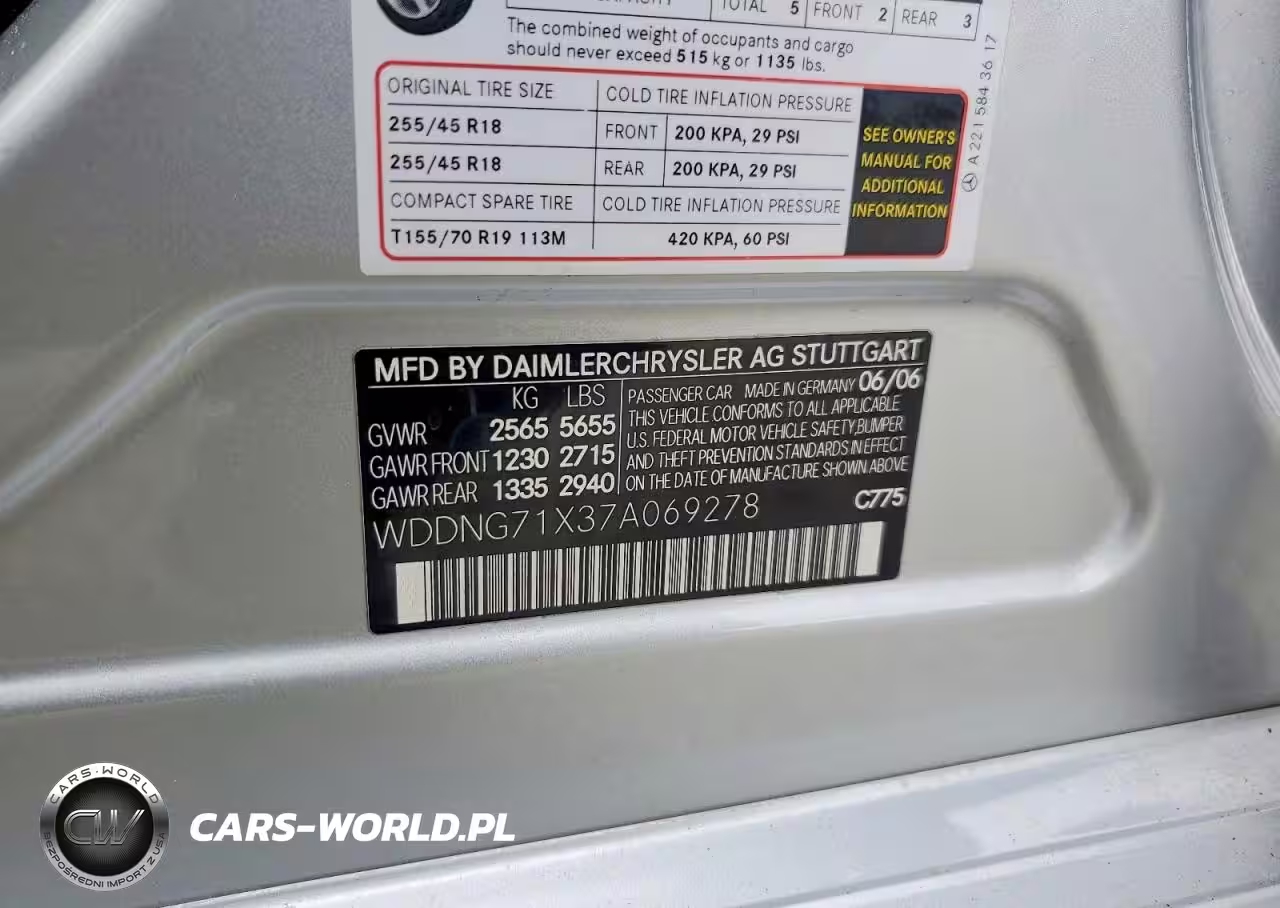 TOTAL 5 FRONT 2 REAR 3
The combined weight of occupants and cargo
should never exceed 515 kg or 1135 lbs.
ORIGINAL TIRE SIZE COLD TIRE INFLATION PRESSURE
255/45 R18 FRONT 200 KPA, 29 PSI
255/45 R18 REAR 200 KPA, 29 PSI
COMPACT SPARE TIRE COLD TIRE INFLATION PRESSURE
T155/70 R19 113M 420 KPA, 60 PSI
SEE OWNER'S
MANUAL FOR
ADDITIONAL
INFORMATION
A 221 584 36 17
MFD BY DAIMLERCHRYSLER AG STUTTGART
KG LBS
GVWR 2565 5655
GAWR FRONT 1230 2715
GAWR REAR 1335 2940
PASSENGER CAR MADE IN GERMANY 06/06
THIS VEHICLE CONFORMS TO ALL APPLICABLE
U.S. FEDERAL MOTOR VEHICLE SAFETY,BUMPER
AND THEFT PREVENTION STANDARDS IN EFFECT
ON THE DATE OF MANUFACTURE SHOWN ABOVE
C775
WDDNG71X37A069278
CARS-WORLD
CW
BEZPOŚREDNI IMPORT Z USA
CARS-WORLD.PL